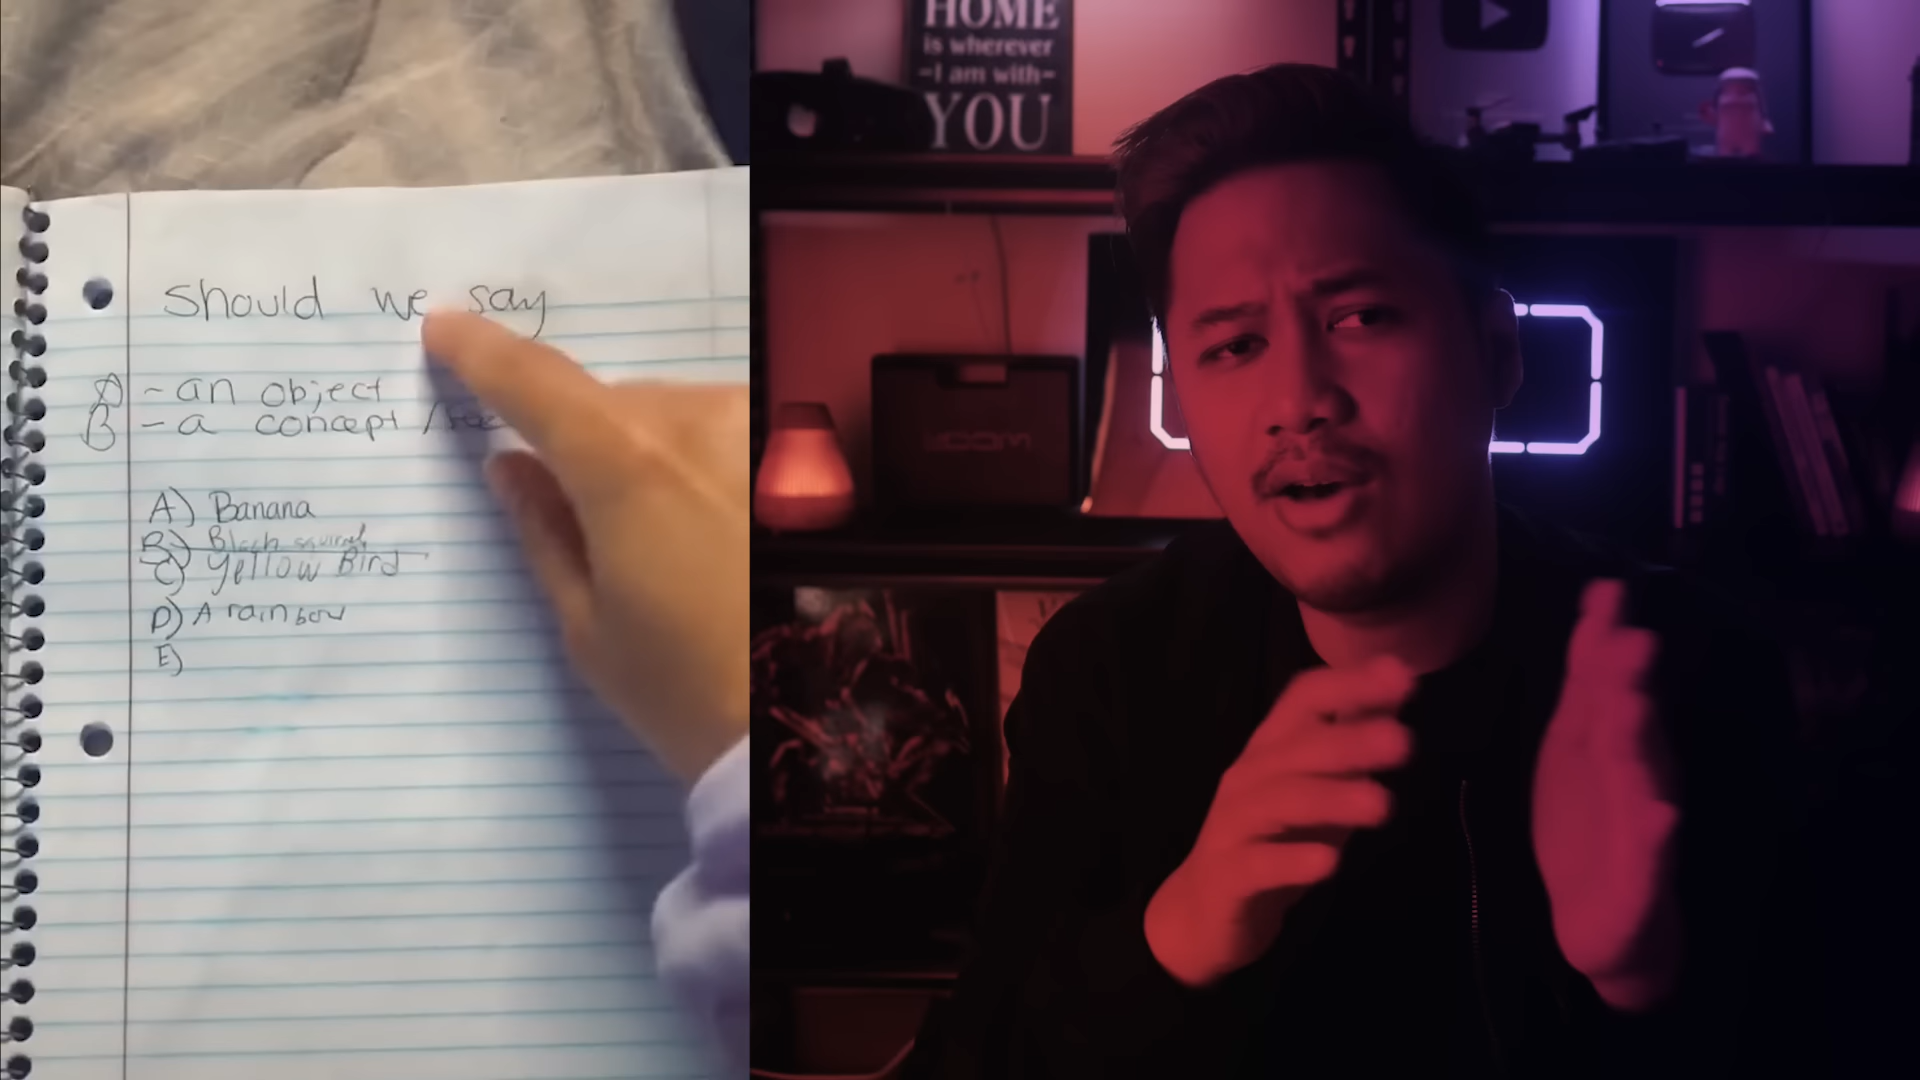 should we say
A - an object
B - a concept /
A) Banana
B) Black squirrel
C) Yellow Bird
D) A rainbow
E)
HOME
is wherever
-I am with-
YOU
ZOOM